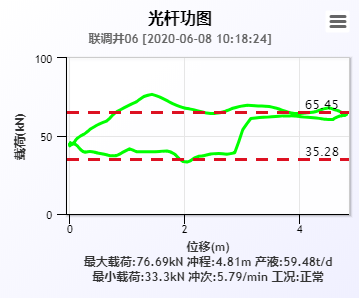 光杆功图
联调井06 [2020-06-08 10:18:24]
100
65.45
50
35.28
0
载荷(kN)
0
2
4
位移(m)
最大载荷:76.69kN 冲程:4.81m 产液:59.48t/d
最小载荷:33.3kN 冲次:5.79/min 工况:正常